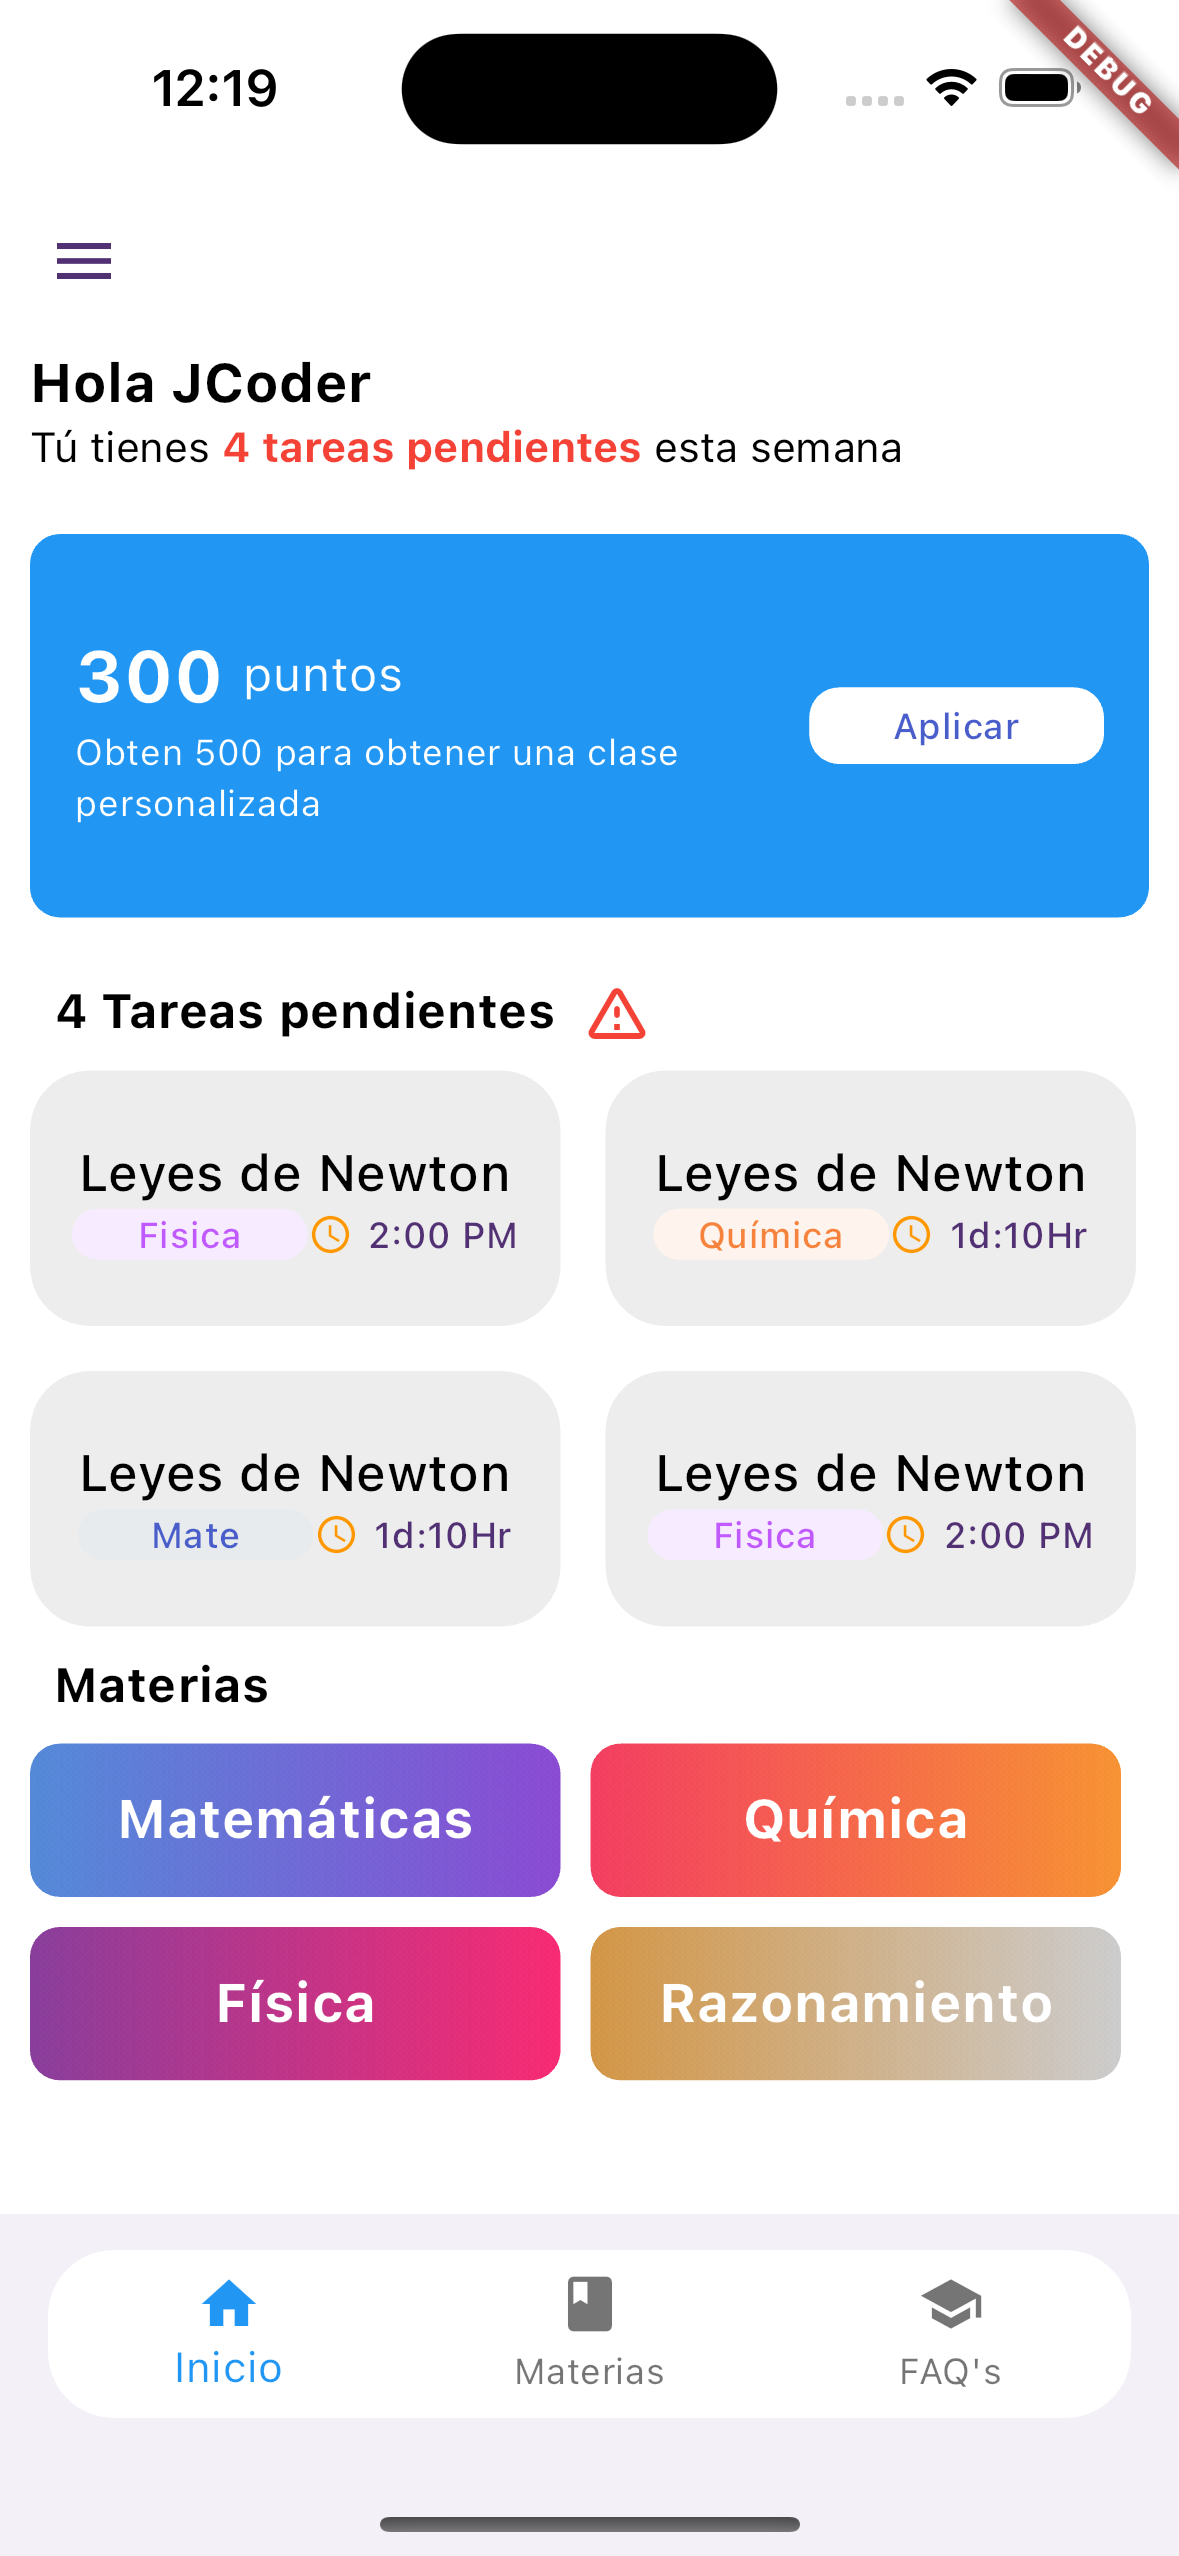 12:19
DEBUG
Hola JCoder
Tú tienes 4 tareas pendientes esta semana
300 puntos
Obten 500 para obtener una clase
personalizada
Aplicar
4 Tareas pendientes
Leyes de Newton
Fisica 2:00 PM
Leyes de Newton
Química 1d:10Hr
Leyes de Newton
Mate 1d:10Hr
Leyes de Newton
Fisica 2:00 PM
Materias
Matemáticas
Química
Física
Razonamiento
Inicio
Materias
FAQ's